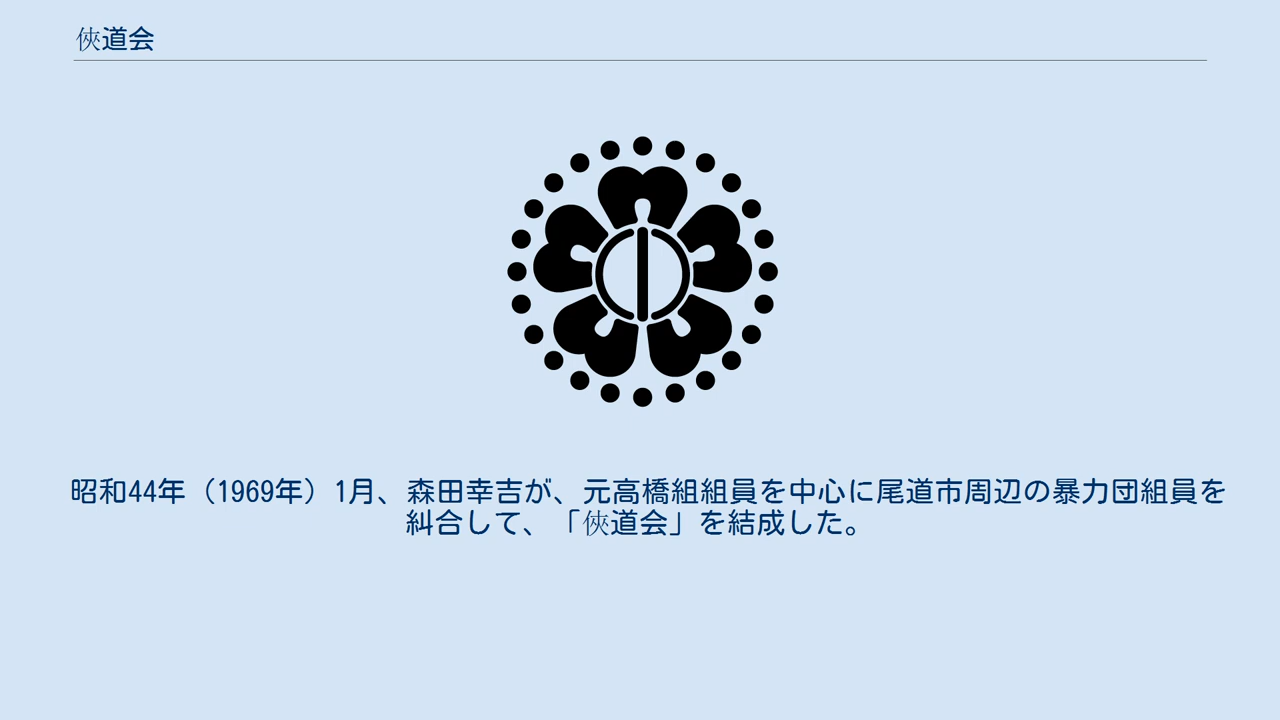 俠道会
昭和44年（1969年）1月、森田幸吉が、元高橋組組員を中心に尾道市周辺の暴力団組員を
糾合して、「俠道会」を結成した。